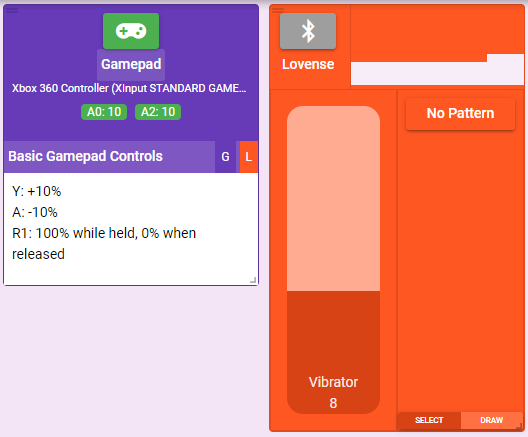 Gamepad
Xbox 360 Controller (XInput STANDARD GAME...
A0: 10 A2: 10
Basic Gamepad Controls G L
Y: +10%
A: -10%
R1: 100% while held, 0% when
released
Lovense
No Pattern
Vibrator
8
SELECT DRAW